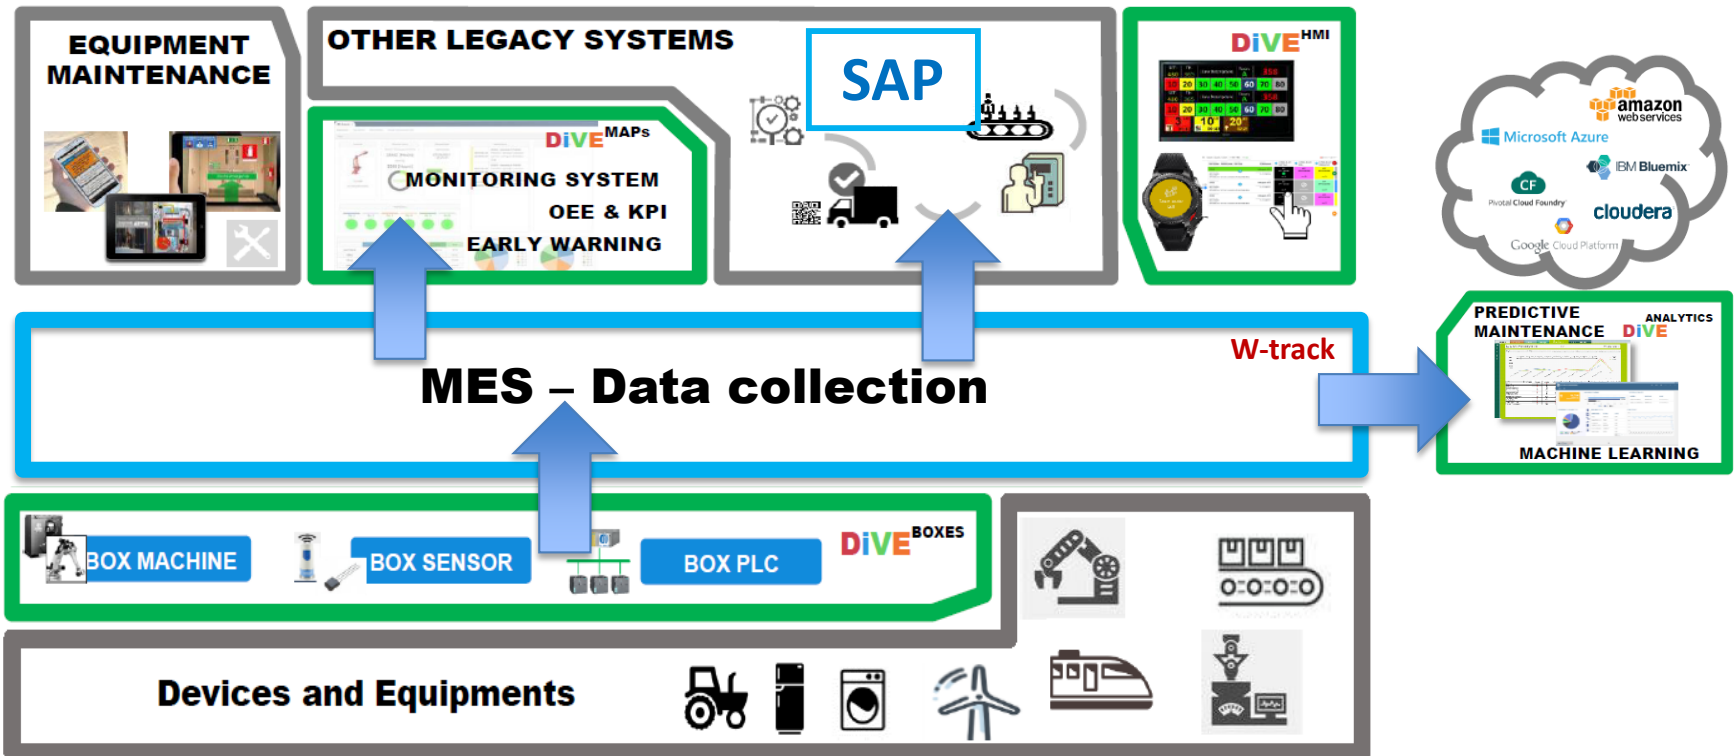 EQUIPMENT
MAINTENANCE
OTHER LEGACY SYSTEMS
SAP
DiVE MAPs
MONITORING SYSTEM
OEE & KPI
EARLY WARNING
DiVE HMI
amazon
webservices
Microsoft Azure
IBM Bluemix
CF
Pivotal Cloud Foundry
cloudera
Google Cloud Platform
MES – Data collection
W-track
PREDICTIVE
MAINTENANCE
DiVE ANALYTICS
MACHINE LEARNING
BOX MACHINE
BOX SENSOR
BOX PLC
DiVE BOXES
Devices and Equipments